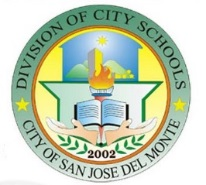 DIVISION OF CITY SCHOOLS
2002
CITY OF SAN JOSE DEL MONTE